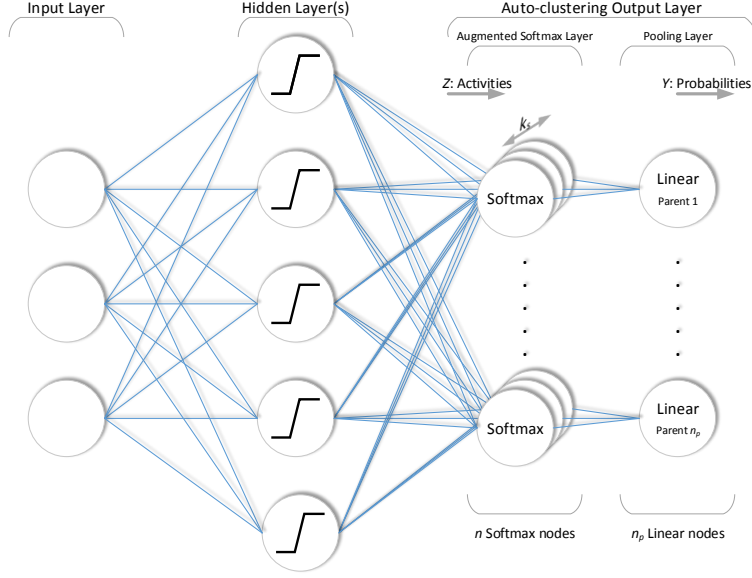 Input Layer
Hidden Layer(s)
Auto-clustering Output Layer
Augmented Softmax Layer
Pooling Layer
Z: Activities
Y: Probabilities
kₛ
Softmax
Linear
Parent 1
Softmax
Linear
Parent nₚ
n Softmax nodes
nₚ Linear nodes